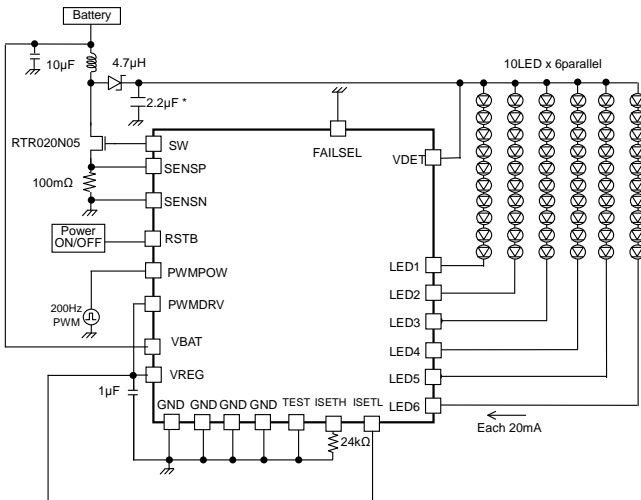 Battery
10µF
4.7µH
2.2µF *
10LED x 6parallel
RTR020N05
100mΩ
SW
SENSP
SENSN
FAILSEL
VDET
Power
ON/OFF
RSTB
PWMPOW
200Hz
PWM
PWMDRV
VBAT
VREG
1µF
LED1
LED2
LED3
LED4
LED5
LED6
GND
GND
GND
GND
TEST
ISETH
ISETL
24kΩ
Each 20mA